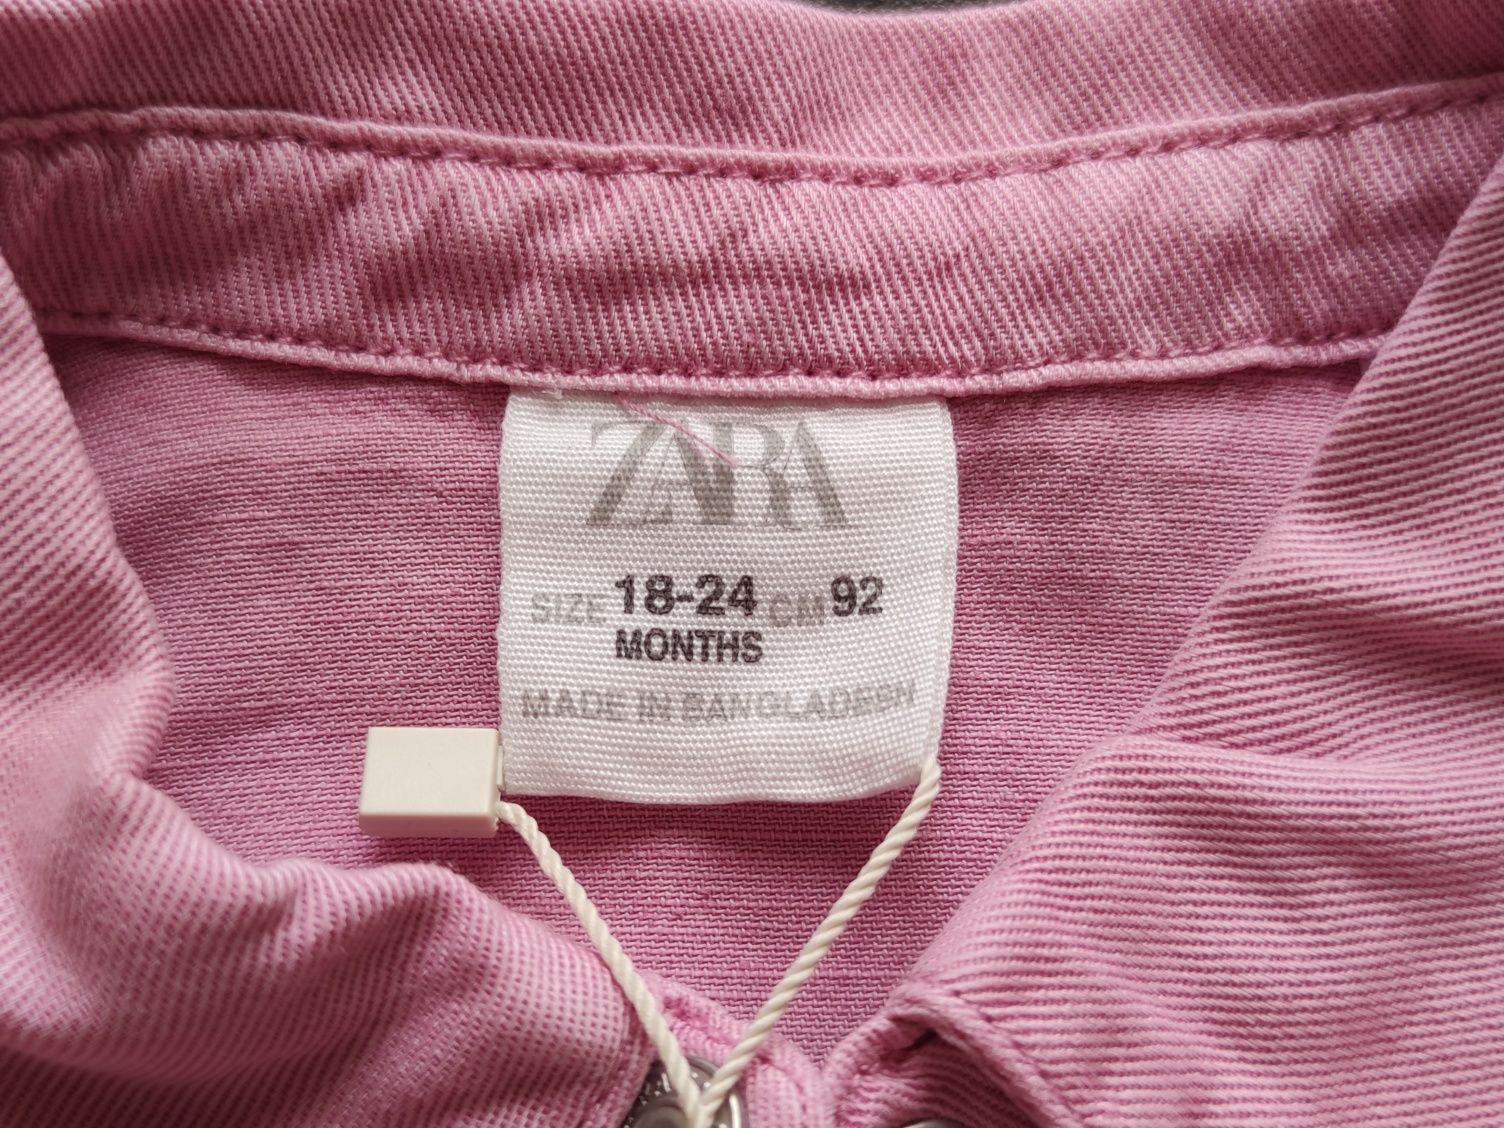 ZARA
SIZE 18-24 CM 92
MONTHS
MADE IN BANGLADESH